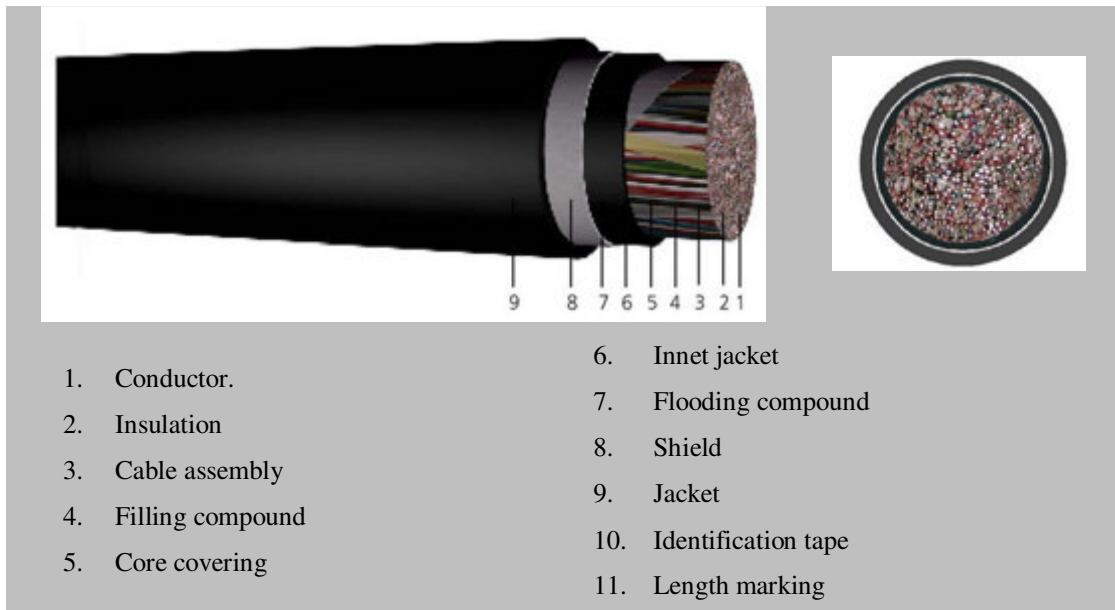 9 8 7 6 5 4 3 2 1
1. Conductor.
2. Insulation
3. Cable assembly
4. Filling compound
5. Core covering
6. Innet jacket
7. Flooding compound
8. Shield
9. Jacket
10. Identification tape
11. Length marking